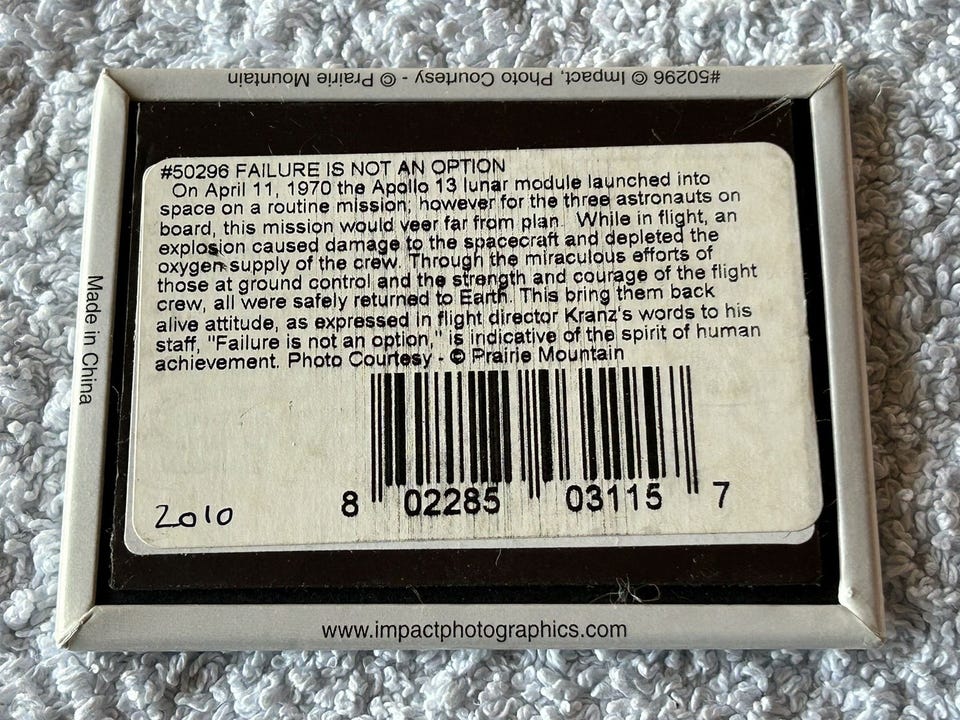 #50296 © Impact, Photo Courtesy - © Prairie Mountain
#50296 FAILURE IS NOT AN OPTION
On April 11, 1970 the Apollo 13 lunar module launched into
space on a routine mission; however for the three astronauts on
board, this mission would veer far from plan. While in flight, an
explosion caused damage to the spacecraft and depleted the
oxygen supply of the crew. Through the miraculous efforts of
those at ground control and the strength and courage of the flight
crew, all were safely returned to Earth. This bring them back
alive attitude, as expressed in flight director Kranz's words to his
staff, "Failure is not an option," is indicative of the spirit of human
achievement. Photo Courtesy - © Prairie Mountain
8 02285 03115 7
2010
Made in China
www.impactphotographics.com